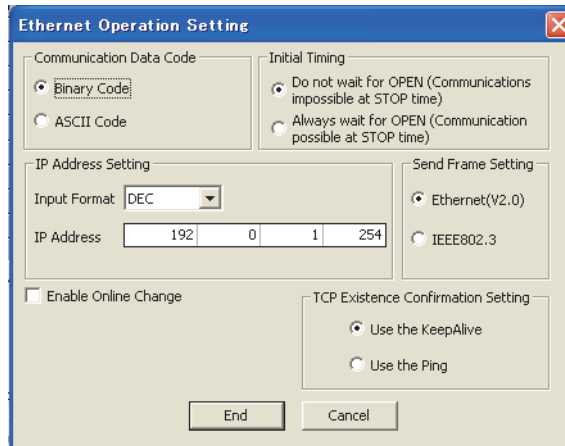 Ethernet Operation Setting
Communication Data Code
Binary Code
ASCII Code
Initial Timing
Do not wait for OPEN (Communications
impossible at STOP time)
Always wait for OPEN (Communication
possible at STOP time)
IP Address Setting
Input Format DEC
IP Address 192 0 1 254
Send Frame Setting
Ethernet(V2.0)
IEEE802.3
Enable Online Change
TCP Existence Confirmation Setting
Use the KeepAlive
Use the Ping
End Cancel